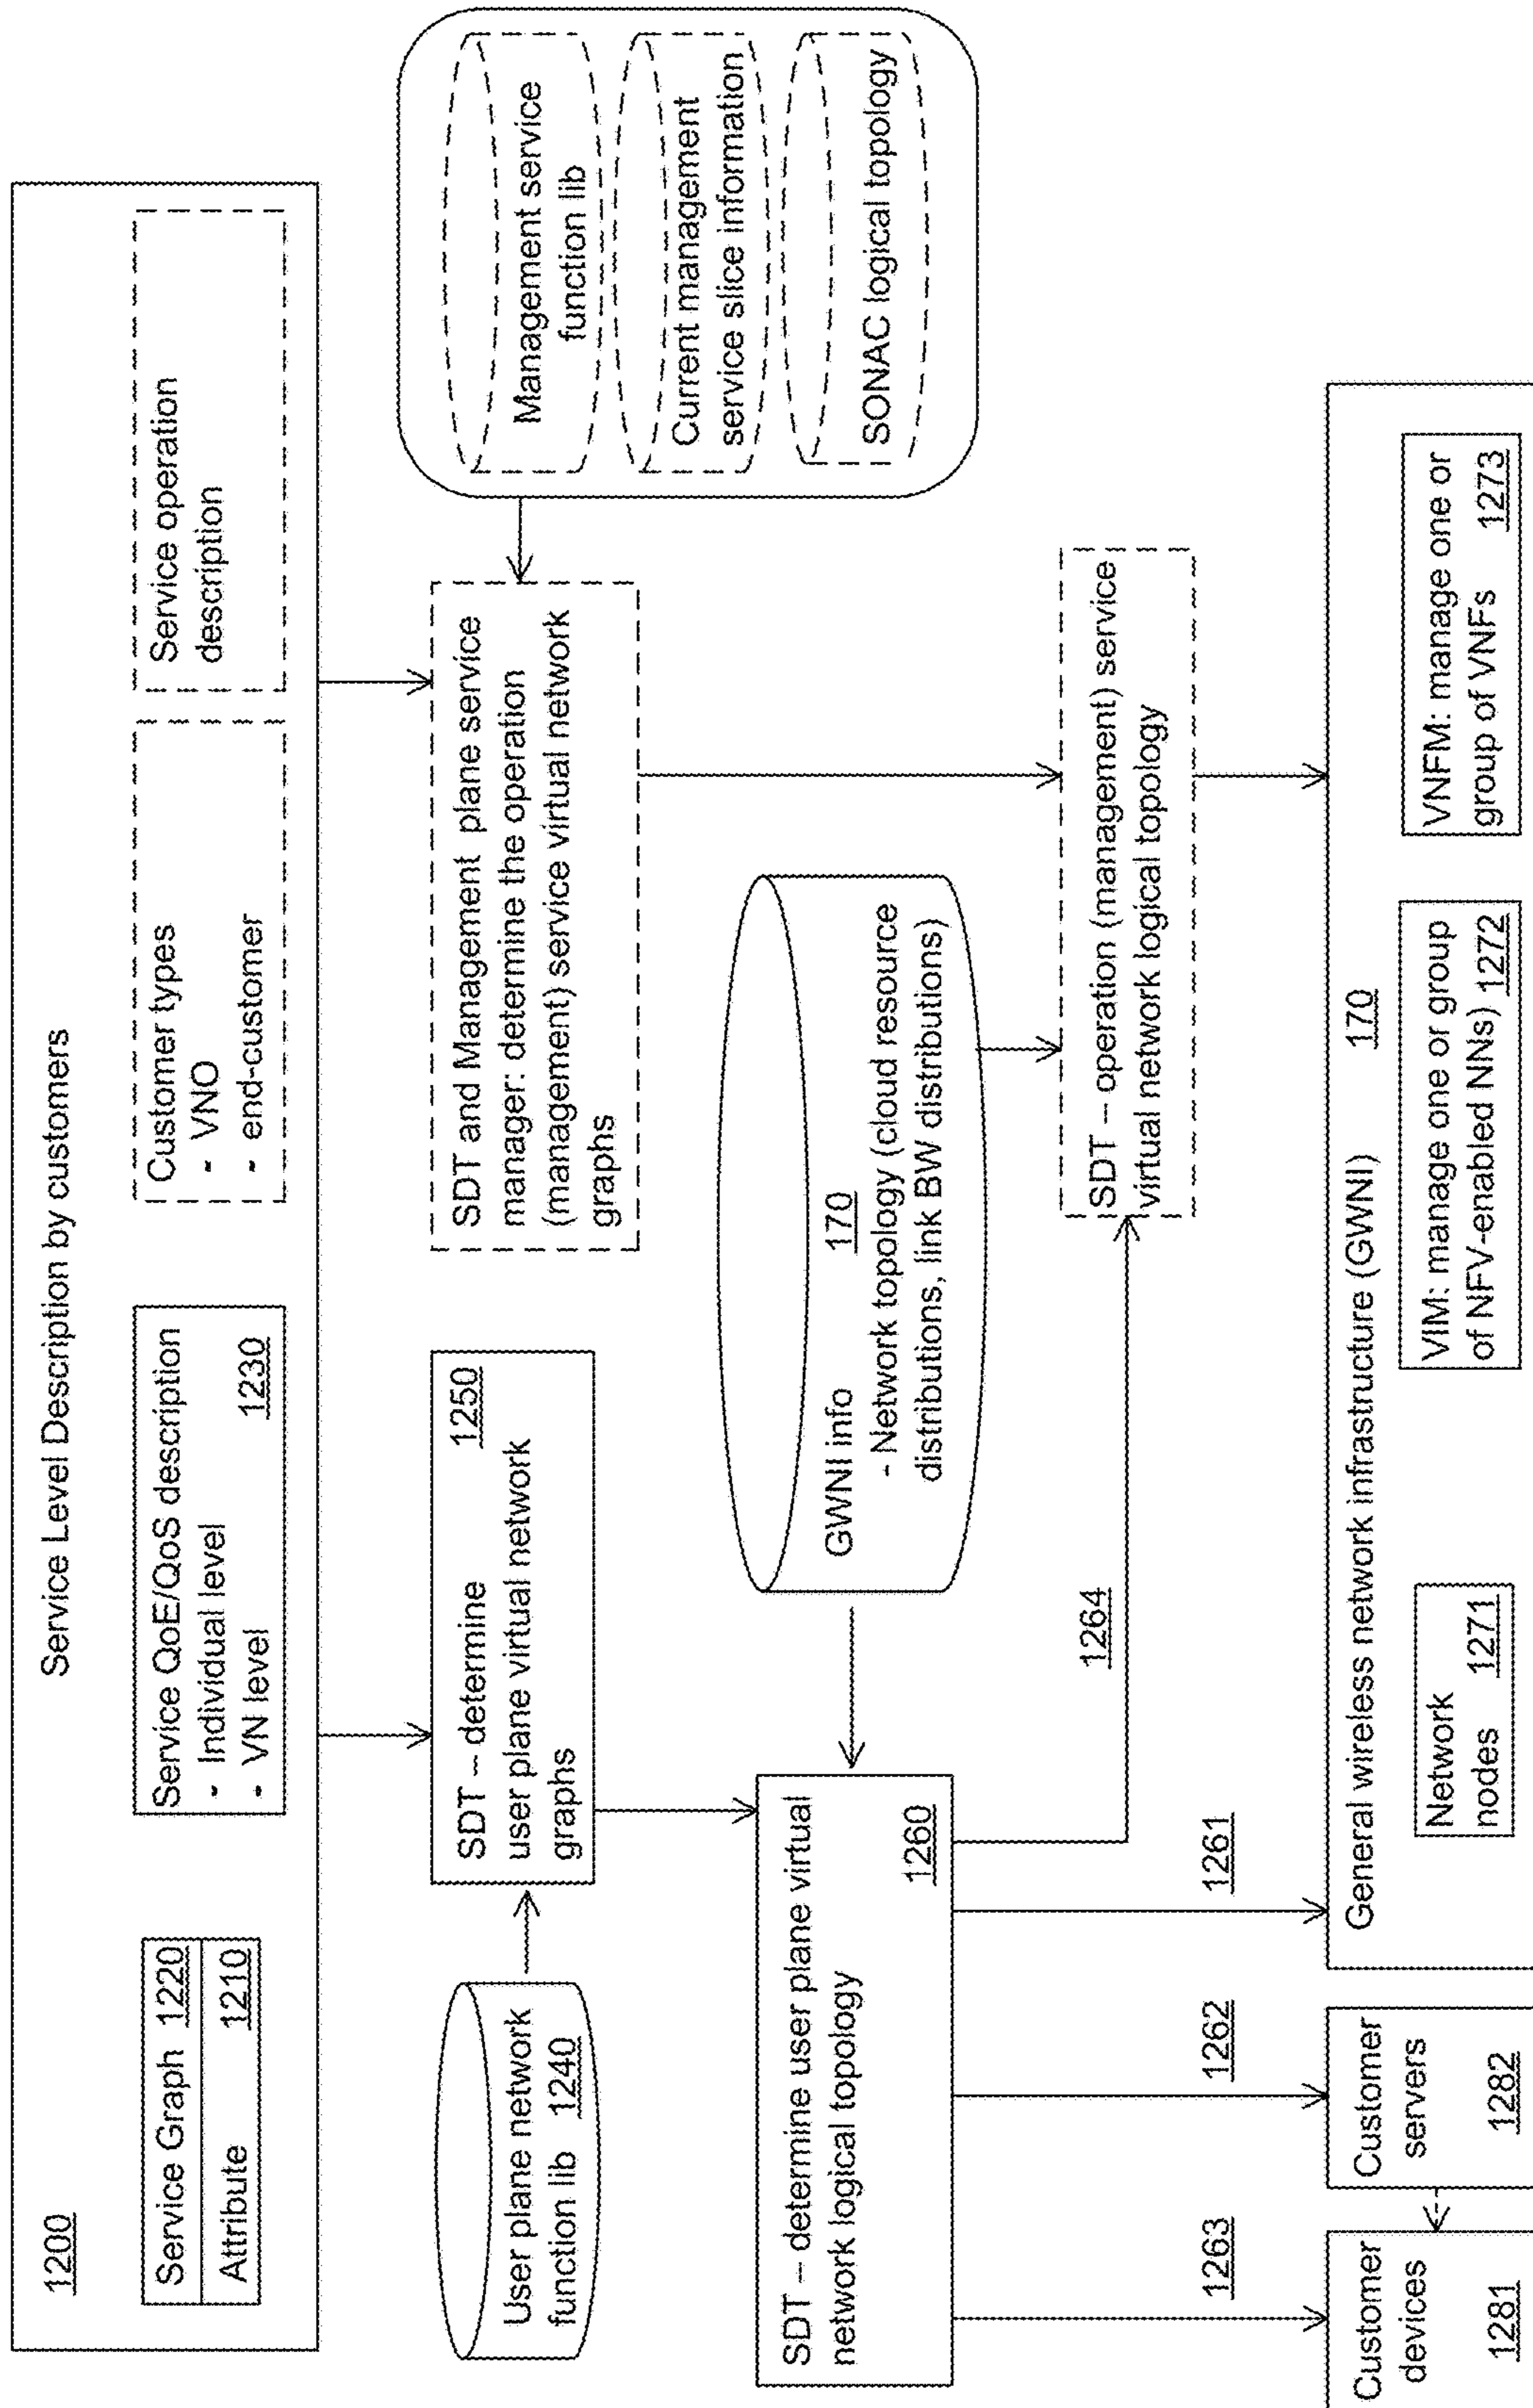 Service Level Description by customers
1200
Service Graph 1220
Attribute 1210
Service QoE/QoS description
- Individual level
- VN level 1230
Customer types
- VNO
- end-customer
Service operation
description
User plane network
function lib 1240
SDT – determine 1250
user plane virtual network
graphs
SDT and Management plane service
manager: determine the operation
(management) service virtual network
graphs
Management service
function lib
Current management
service slice information
SONAC logical topology
SDT – determine user plane virtual
network logical topology
1260
GWNI info 170
- Network topology (cloud resource
distributions, link BW distributions)
SDT – operation (management) service
virtual network logical topology
1263
1262
1261
1264
Customer
devices
1281
Customer
servers
1282
General wireless network infrastructure (GWNI) 170
Network
nodes 1271
VIM: manage one or group
of NFV-enabled NNs) 1272
VNFM: manage one or
group of VNFs 1273